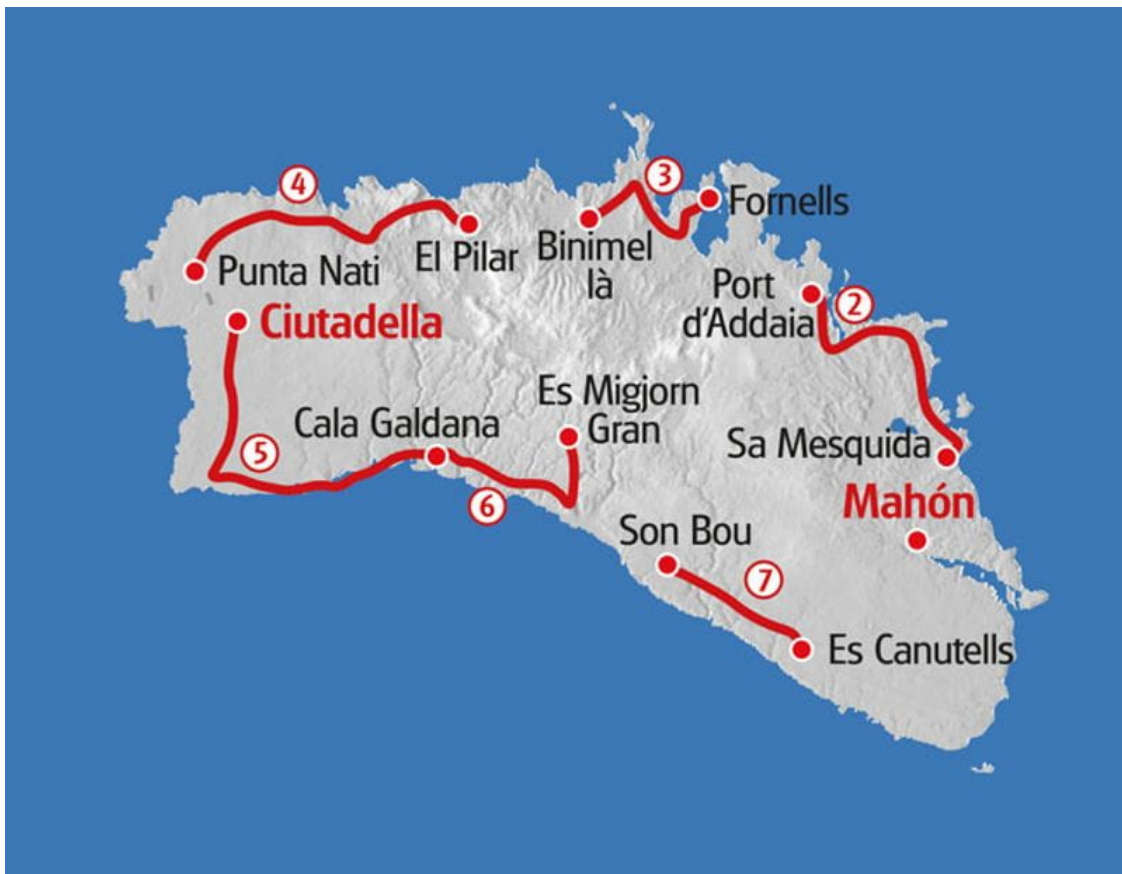 4
3
Fornells
Punta Nati
El Pilar
Binimel
là
Port
d'Addaia
2
Ciutadella
Es Migjorn
Gran
Cala Galdana
Sa Mesquida
5
6
Mahón
Son Bou
7
Es Canutells